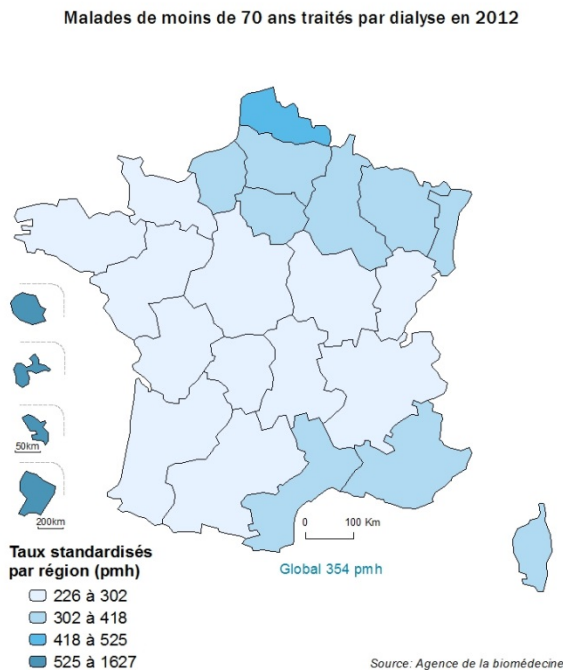 Malades de moins de 70 ans traités par dialyse en 2012
50km
200km
0 100 Km
Global 354 pmh
Taux standardisés
par région (pmh)
226 à 302
302 à 418
418 à 525
525 à 1627
Source: Agence de la biomédecine